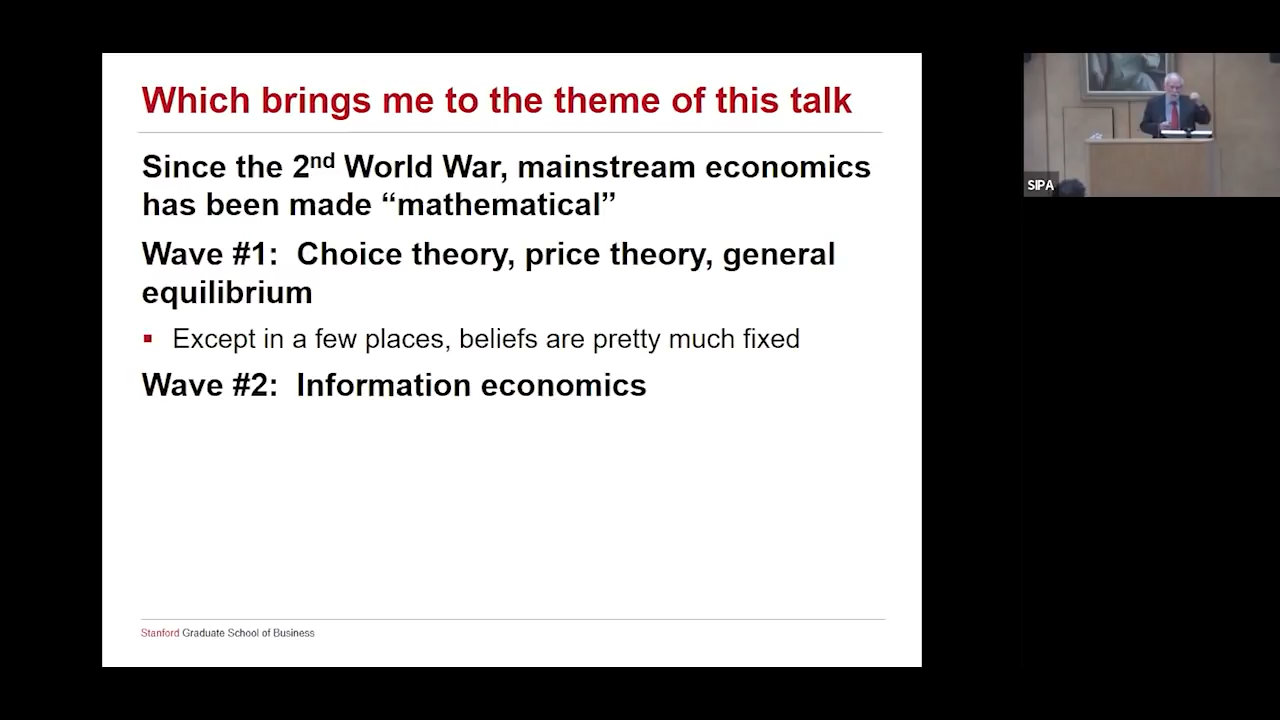 Which brings me to the theme of this talk
Since the 2nd World War, mainstream economics
has been made “mathematical”
Wave #1: Choice theory, price theory, general
equilibrium
▪ Except in a few places, beliefs are pretty much fixed
Wave #2: Information economics
Stanford Graduate School of Business
SIPA